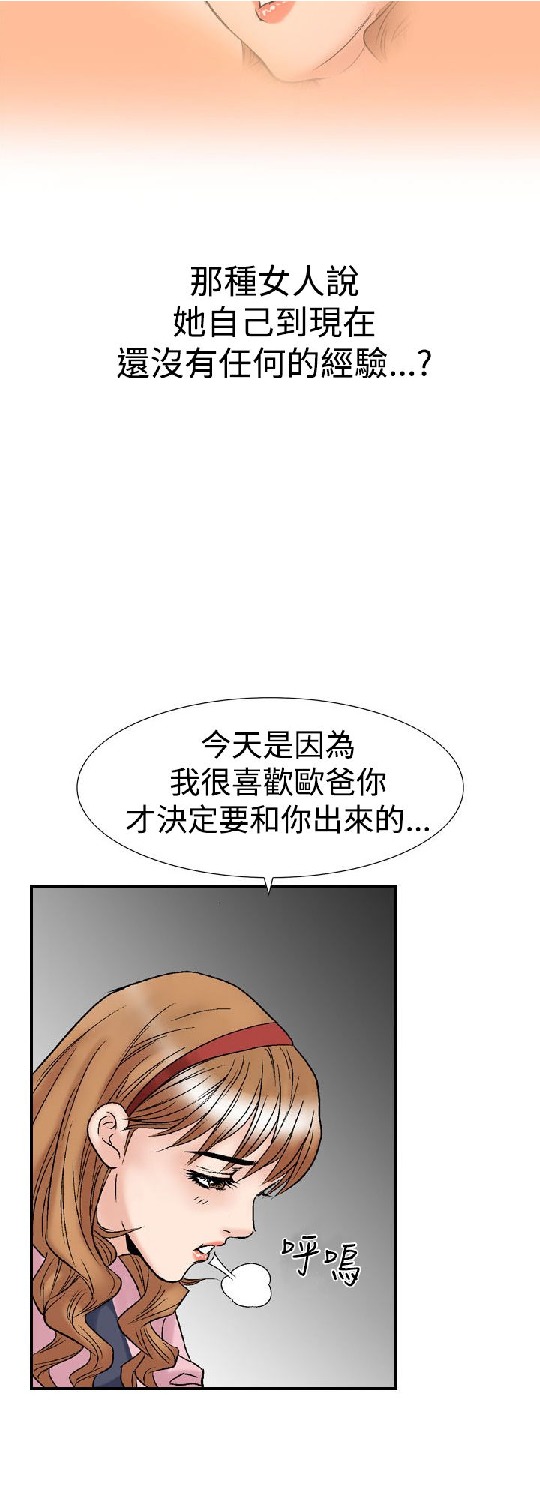 那種女人說
她自己到現在
還沒有任何的經驗...?
今天是因為
我很喜歡歐爸你
才決定要和你出來的...
呼嗚